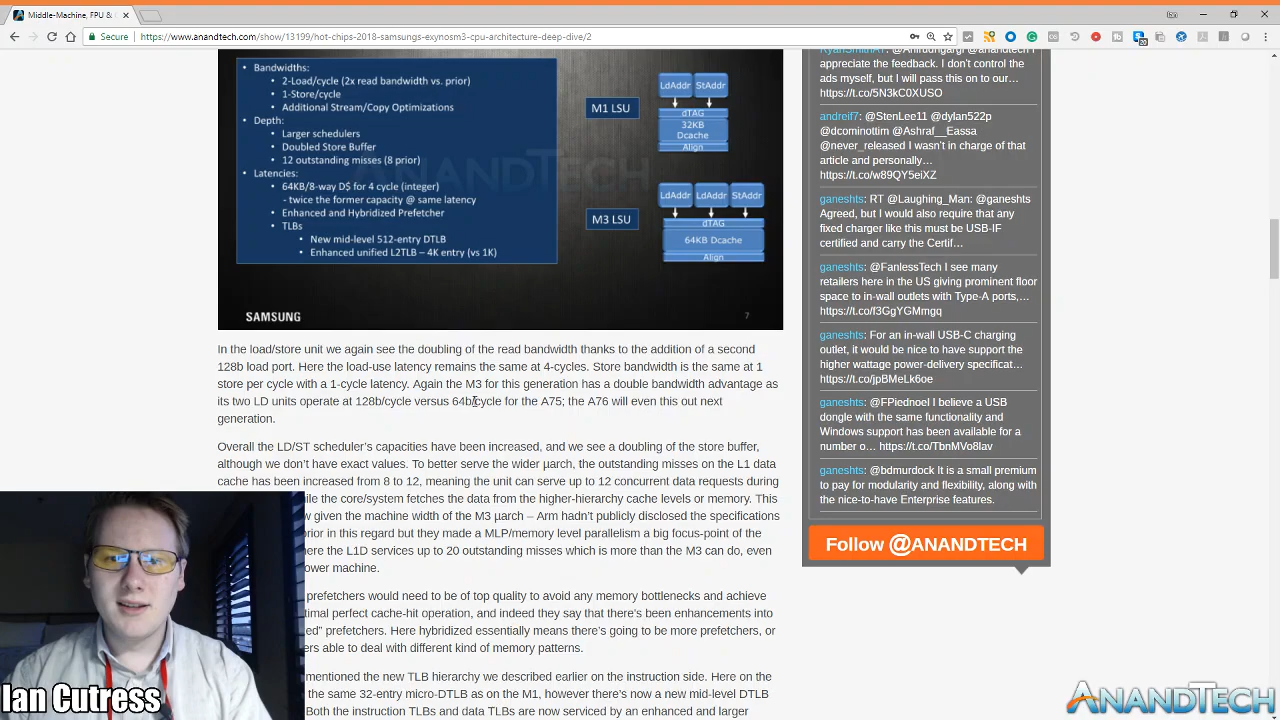 Middle-Machine, FPU &
Secure
https://www.anandtech.com/show/13199/hot-chips-2018-samsungs-exynosm3-cpu-architecture-deep-dive/2
Bandwidths:
2-Load/cycle (2x read bandwidth vs. prior)
1-Store/cycle
Additional Stream/Copy Optimizations
Depth:
Larger schedulers
Doubled Store Buffer
12 outstanding misses (8 prior)
Latencies:
64KB/8-way D$ for 4 cycle (integer)
- twice the former capacity @ same latency
Enhanced and Hybridized Prefetcher
TLBs
New mid-level 512-entry DTLB
Enhanced unified L2TLB – 4K entry (vs 1K)
M1 LSU
LdAddr StAddr
dTAG
32KB
Dcache
Align
M3 LSU
LdAddr LdAddr StAddr
dTAG
64KB Dcache
Align
ANANDTECH
SAMSUNG
7
In the load/store unit we again see the doubling of the read bandwidth thanks to the addition of a second
128b load port. Here the load-use latency remains the same at 4-cycles. Store bandwidth is the same at 1
store per cycle with a 1-cycle latency. Again the M3 for this generation has a double bandwidth advantage as
its two LD units operate at 128b/cycle versus 64b/cycle for the A75; the A76 will even this out next
generation.
Overall the LD/ST scheduler's capacities have been increased, and we see a doubling of the store buffer,
although we don't have exact values. To better serve the wider µarch, the outstanding misses on the L1 data
cache has been increased from 8 to 12, meaning the unit can serve up to 12 concurrent data requests during
ile the core/system fetches the data from the higher-hierarchy cache levels or memory. This
w given the machine width of the M3 µarch – Arm hadn't publicly disclosed the specifications
prior in this regard but they made a MLP/memory level parallelism a big focus-point of the
ere the L1D services up to 20 outstanding misses which is more than the M3 can do, even
ower machine.
prefetchers would need to be of top quality to avoid any memory bottlenecks and achieve
timal perfect cache-hit operation, and indeed they say that there's been enhancements into
ed" prefetchers. Here hybridized essentially means there's going to be more prefetchers, or
ers able to deal with different kind of memory patterns.
mentioned the new TLB hierarchy we described earlier on the instruction side. Here on the
the same 32-entry micro-DTLB as on the M1, however there's now a new mid-level DTLB
Both the instruction TLBs and data TLBs are now serviced by an enhanced and larger
appreciate the feedback. I don't control the
ads myself, but I will pass this on to our…
https://t.co/5N3kC0XUSO
andreif7: @StenLee11 @dylan522p
@dcominottim @Ashraf__Eassa
@never_released I wasn't in charge of that
article and personally…
https://t.co/w89QY5eiXZ
ganeshts: RT @Laughing_Man: @ganeshts
Agreed, but I would also require that any
fixed charger like this must be USB-IF
certified and carry the Certif…
ganeshts: @FanlessTech I see many
retailers here in the US giving prominent floor
space to in-wall outlets with Type-A ports,…
https://t.co/f3GgYGMmgq
ganeshts: For an in-wall USB-C charging
outlet, it would be nice to have support the
higher wattage power-delivery specificat…
https://t.co/jpBMeLk6oe
ganeshts: @FPiednoel I believe a USB
dongle with the same functionality and
Windows support has been available for a
number o… https://t.co/TbnMVo8lav
ganeshts: @bdmurdock It is a small premium
to pay for modularity and flexibility, along with
the nice-to-have Enterprise features.
Follow @ANANDTECH
Ian Cutress
ANANDTECH